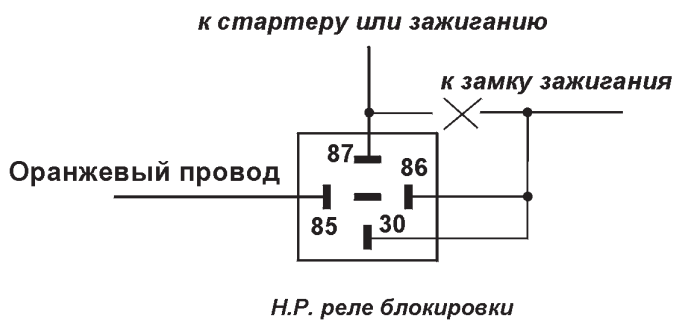 к стартеру или зажиганию
к замку зажигания
87
86
Оранжевый провод
85
30
Н.Р. реле блокировки